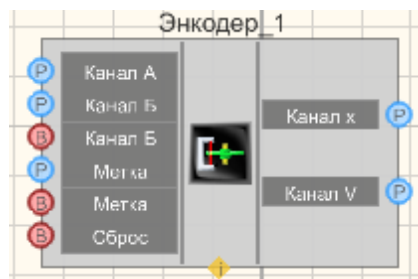 Энкодер_1
Р Канал А
Р Канал Б
В Канал Б
Р Метка
В Метка
В Сброс
Канал x Р
Канал V Р
i